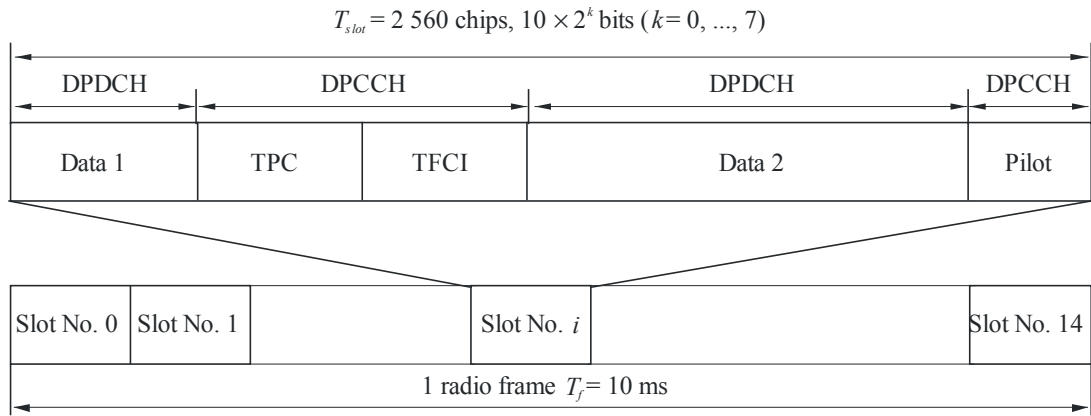 T_slot = 2 560 chips, 10 × 2^k bits (k = 0, ..., 7)
DPDCH DPCCH DPDCH DPCCH
Data 1 TPC TFCI Data 2 Pilot
Slot No. 0 Slot No. 1 Slot No. i Slot No. 14
1 radio frame T_f = 10 ms